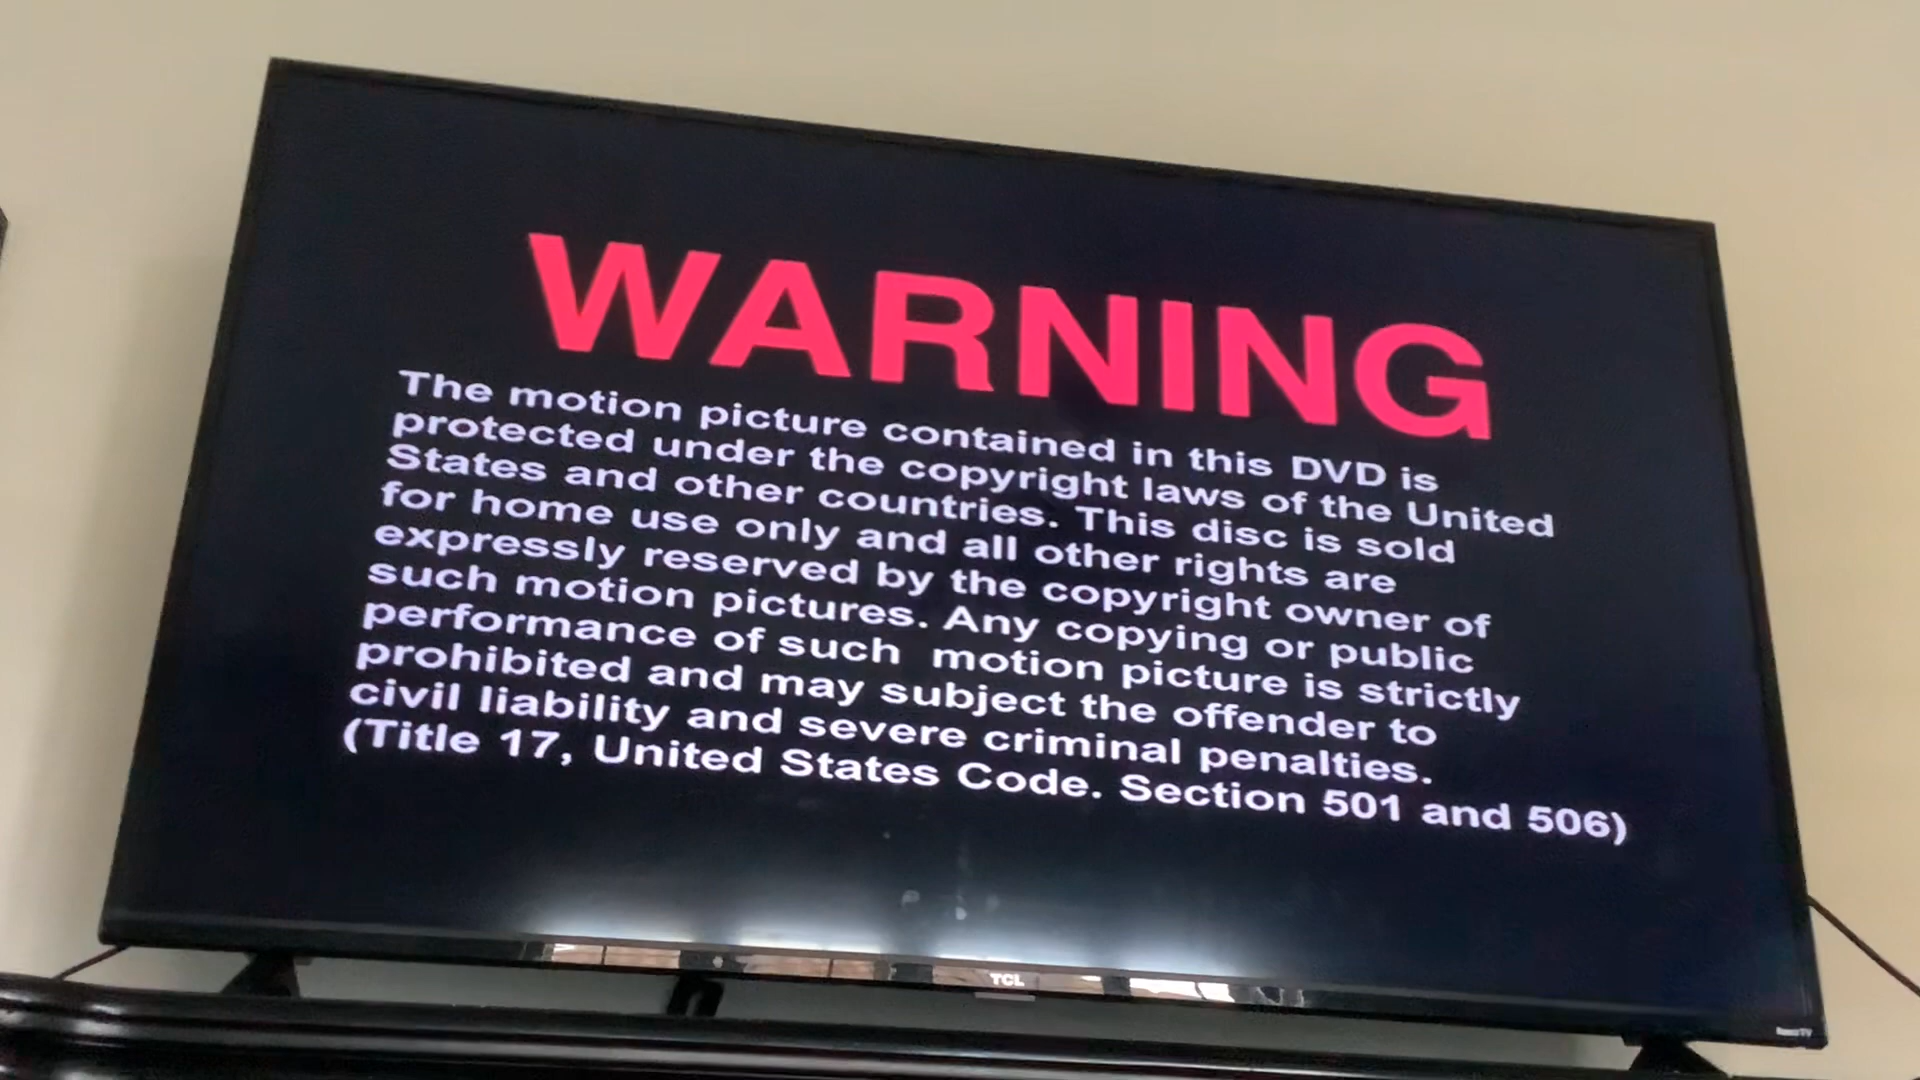 WARNING
The motion picture contained in this DVD is
protected under the copyright laws of the United
States and other countries. This disc is sold
for home use only and all other rights are
expressly reserved by the copyright owner of
such motion pictures. Any copying or public
performance of such  motion picture is strictly
prohibited and may subject the offender to
civil liability and severe criminal penalties.
(Title 17, United States Code. Section 501 and 506)
TCL
Roku TV